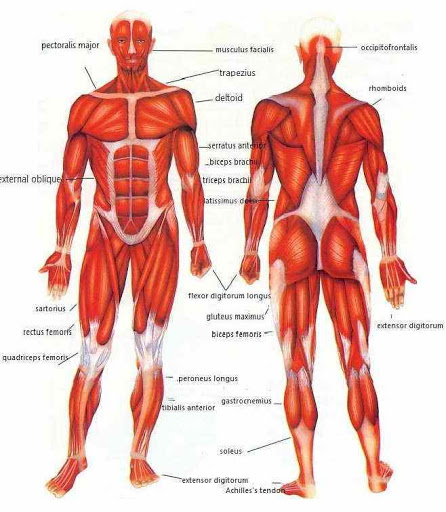 pectoralis major
musculus facialis
trapezius
deltoid
occipitofrontalis
rhomboids
serratus anterior
biceps brachii
triceps brachii
external oblique
latissimus dorsi
flexor digitorum longus
sartorius
gluteus maximus
rectus femoris
biceps femoris
extensor digitorum
quadriceps femoris
peroneus longus
tibialis anterior
gastrocnemius
soleus
extensor digitorum
Achilles's tendon